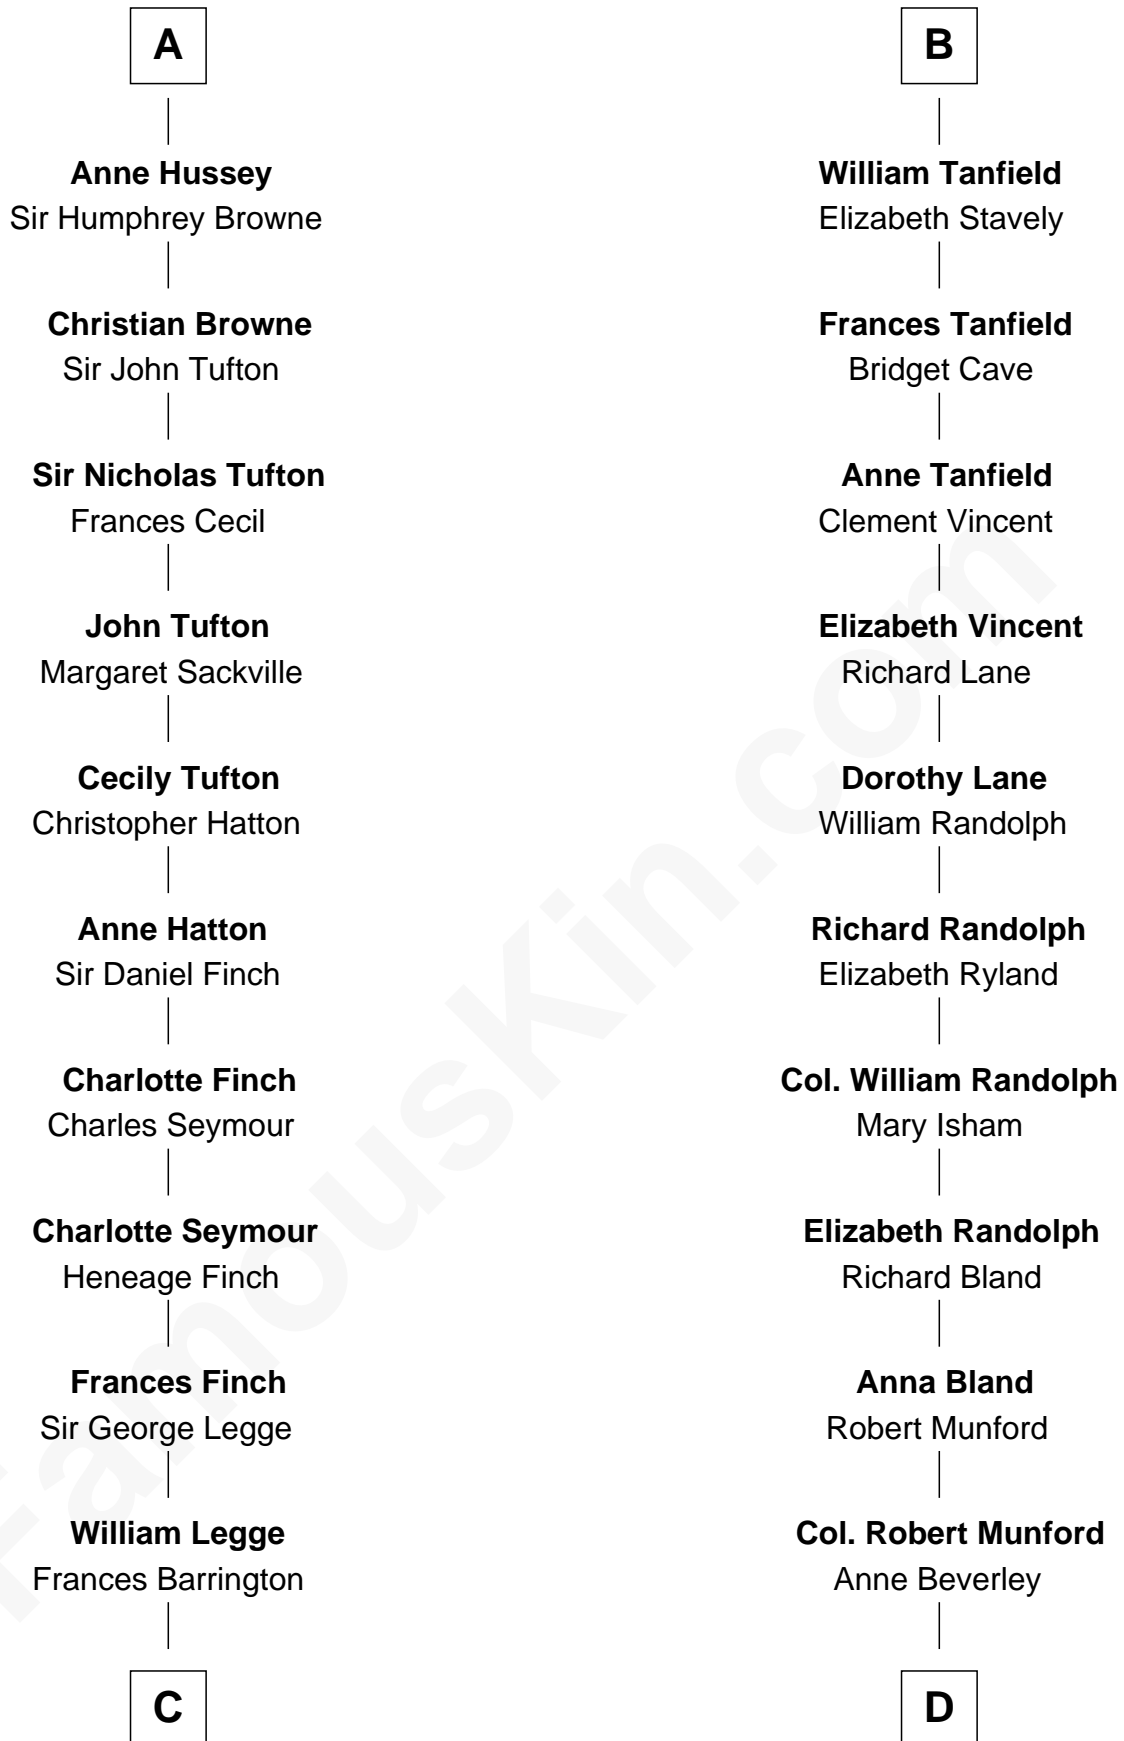 A
Anne Hussey
Sir Humphrey Browne
Christian Browne
Sir John Tufton
Sir Nicholas Tufton
Frances Cecil
John Tufton
Margaret Sackville
Cecily Tufton
Christopher Hatton
Anne Hatton
Sir Daniel Finch
Charlotte Finch
Charles Seymour
Charlotte Seymour
Heneage Finch
Frances Finch
Sir George Legge
William Legge
Frances Barrington
C
B
William Tanfield
Elizabeth Stavely
Frances Tanfield
Bridget Cave
Anne Tanfield
Clement Vincent
Elizabeth Vincent
Richard Lane
Dorothy Lane
William Randolph
Richard Randolph
Elizabeth Ryland
Col. William Randolph
Mary Isham
Elizabeth Randolph
Richard Bland
Anna Bland
Robert Munford
Col. Robert Munford
Anne Beverley
D
FamousKin.com